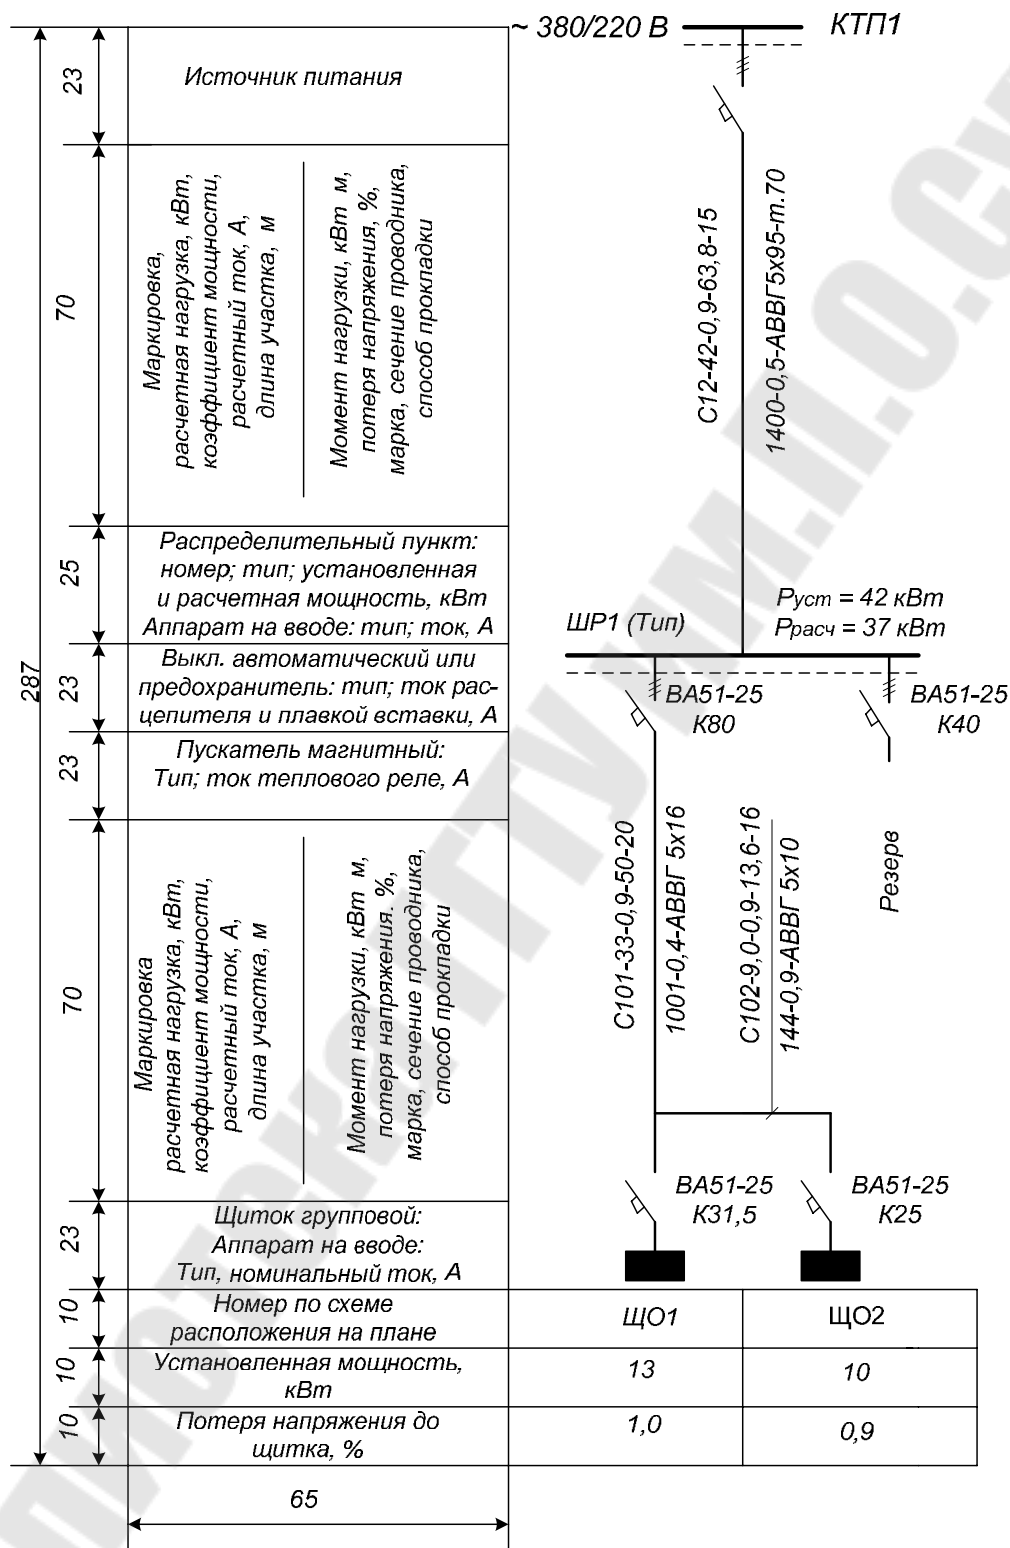 ~ 380/220 В
КТП1
23
Источник питания
70
Маркировка,
расчетная нагрузка, кВт,
коэффициент мощности,
расчетный ток, А,
длина участка, м
Момент нагрузки, кВт м,
потеря напряжения, %,
марка, сечение проводника,
способ прокладки
С12-42-0,9-63,8-15
1400-0,5-АВВГ5х95-т.70
25
Распределительный пункт:
номер; тип; установленная
и расчетная мощность, кВт
Аппарат на вводе: тип; ток, А
ШР1 (Тип)
Руст = 42 кВт
Ррасч = 37 кВт
287
23
Выкл. автоматический или
предохранитель: тип; ток рас-
цепителя и плавкой вставки, А
ВА51-25
К80
ВА51-25
К40
23
Пускатель магнитный:
Тип; ток теплового реле, А
70
Маркировка
расчетная нагрузка, кВт,
коэффициент мощности,
расчетный ток, А,
длина участка, м
Момент нагрузки, кВт м,
потеря напряжения. %,
марка, сечение проводника,
способ прокладки
С101-33-0,9-50-20
1001-0,4-АВВГ 5х16
С102-9,0-0,9-13,6-16
144-0,9-АВВГ 5х10
Резерв
23
Щиток групповой:
Аппарат на вводе:
Тип, номинальный ток, А
ВА51-25
К31,5
ВА51-25
К25
10
Номер по схеме
расположения на плане
ЩО1
ЩО2
10
Установленная мощность,
кВт
13
10
10
Потеря напряжения до
щитка, %
1,0
0,9
65